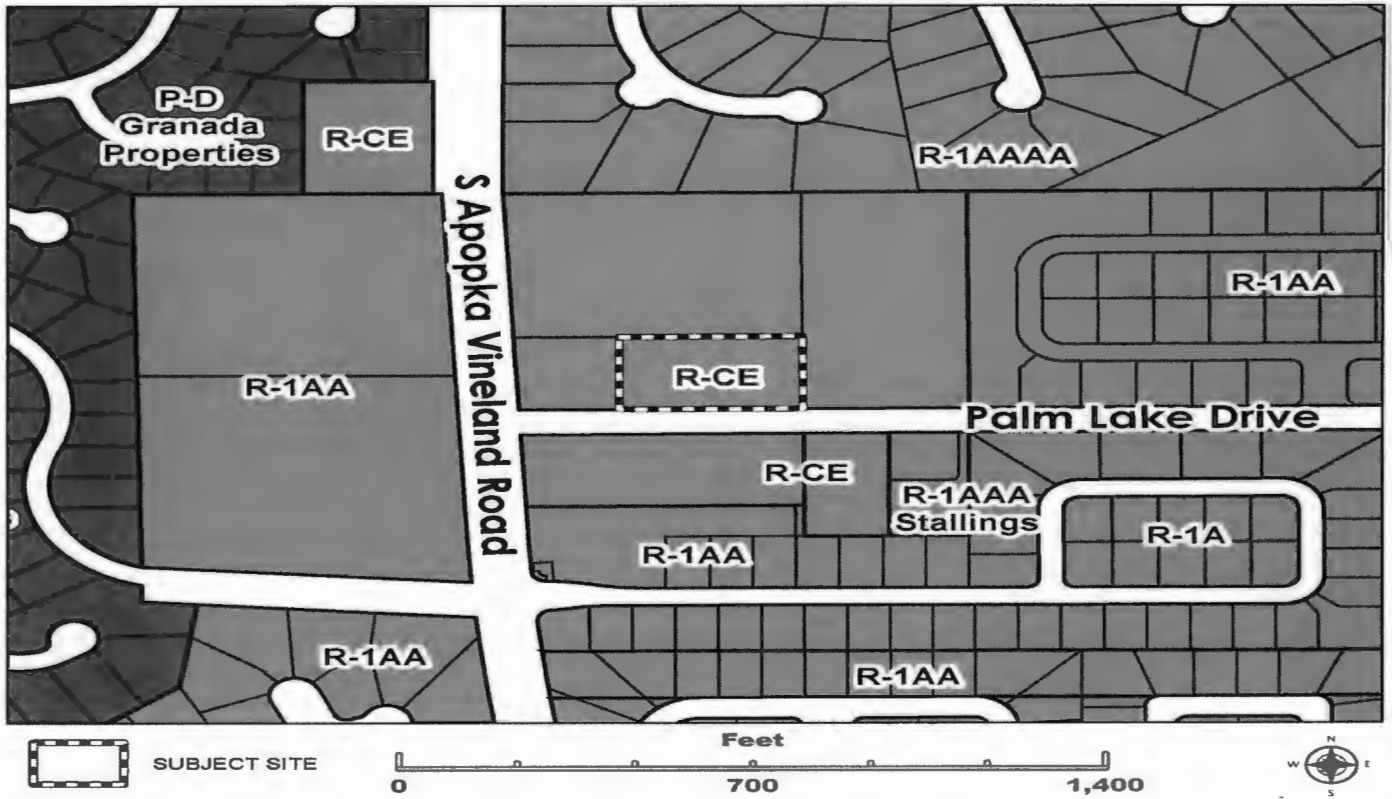 P-D
Granada
Properties
R-CE
R-1AAAA
S Apopka Vineland Road
R-1AA
R-1AA
R-CE
Palm Lake Drive
R-CE
R-1AAA
Stallings
R-1AA
R-1A
R-1AA
R-1AA
SUBJECT SITE
Feet
0 700 1,400
N
W E
S